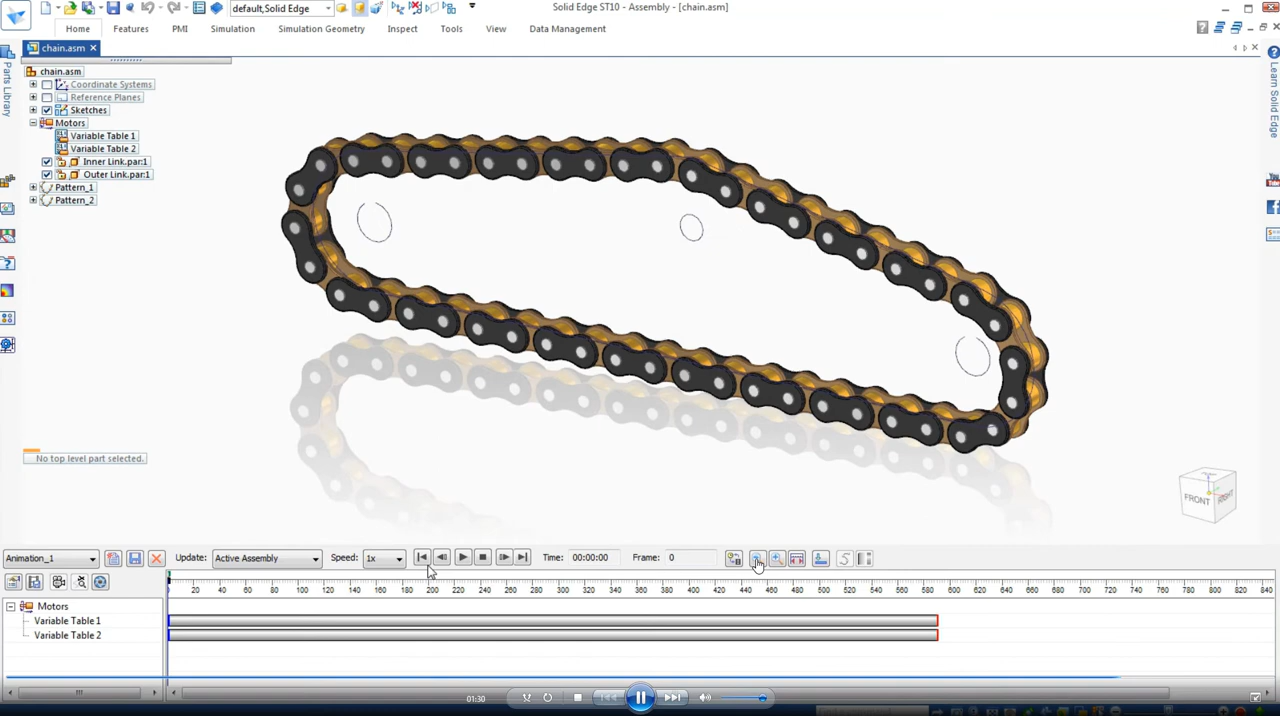 default,Solid Edge
Solid Edge ST10 - Assembly - [chain.asm]
Home Features PMI Simulation Simulation Geometry Inspect Tools View Data Management
chain.asm
Parts Library
Learn Solid Edge
You Tube
chain.asm
Coordinate Systems
Reference Planes
Sketches
Motors
Variable Table 1
Variable Table 2
Inner Link.par:1
Outer Link.par:1
Pattern_1
Pattern_2
No top level part selected.
FRONT RIGHT
Animation_1 Update: Active Assembly Speed: 1x Time: 00:00:00 Frame: 0
0 20 40 60 80 100 120 140 160 180 200 220 240 260 280 300 320 340 360 380 400 420 440 460 480 500 520 540 560 580 600 620 640 660 680 700 720 740 760 780 800 820 840
Motors
Variable Table 1
Variable Table 2
01:30